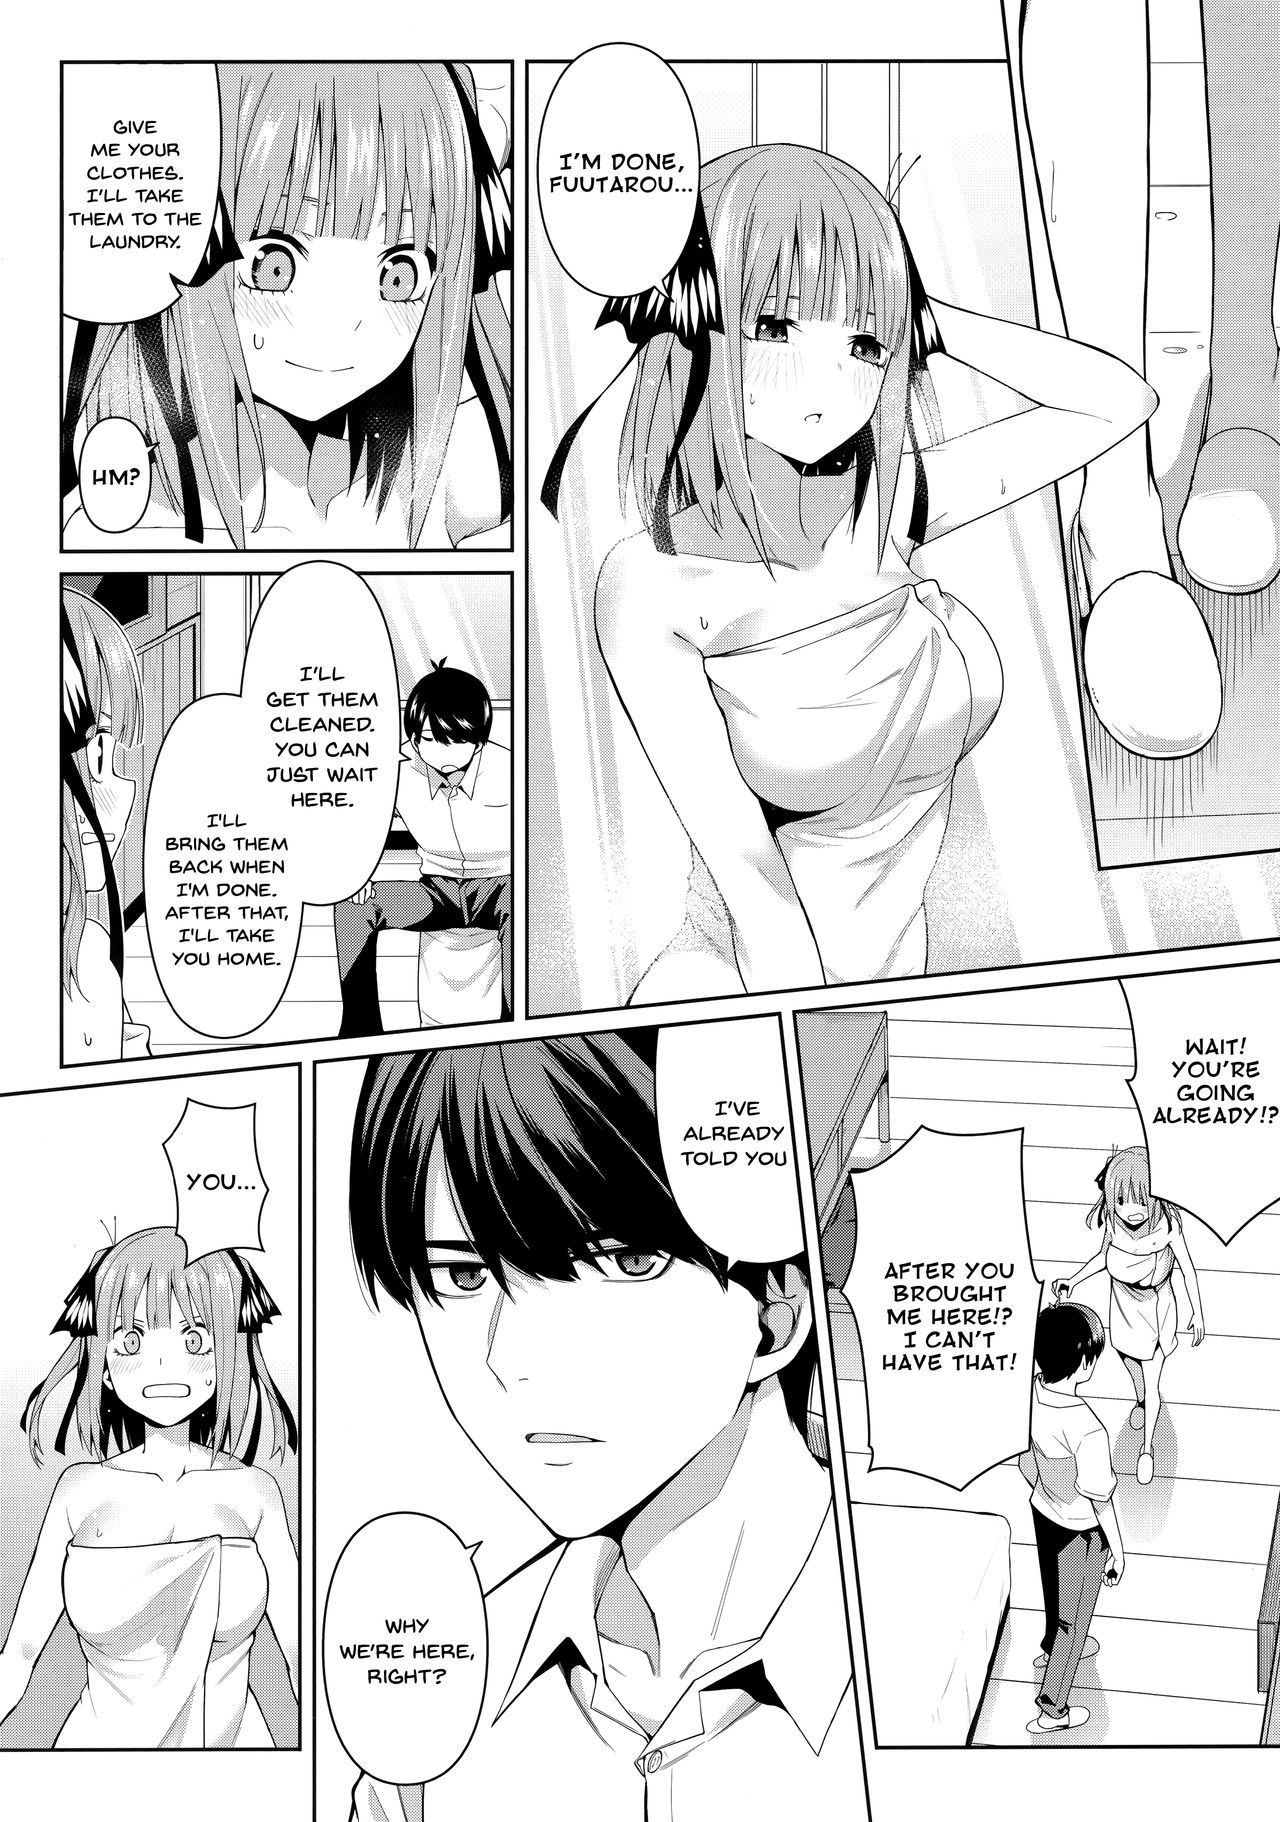 I'M DONE,
FUUTAROU...
GIVE
ME YOUR
CLOTHES.
I'LL TAKE
THEM TO THE
LAUNDRY.
HM?
I'LL
GET THEM
CLEANED.
YOU CAN
JUST WAIT
HERE.
I'LL
BRING THEM
BACK WHEN
I'M DONE.
AFTER THAT,
I'LL TAKE
YOU HOME.
WAIT!
YOU'RE
GOING
ALREADY!?
AFTER YOU
BROUGHT
ME HERE!?
I CAN'T
HAVE THAT!
I'VE
ALREADY
TOLD YOU
WHY
WE'RE HERE,
RIGHT?
YOU...